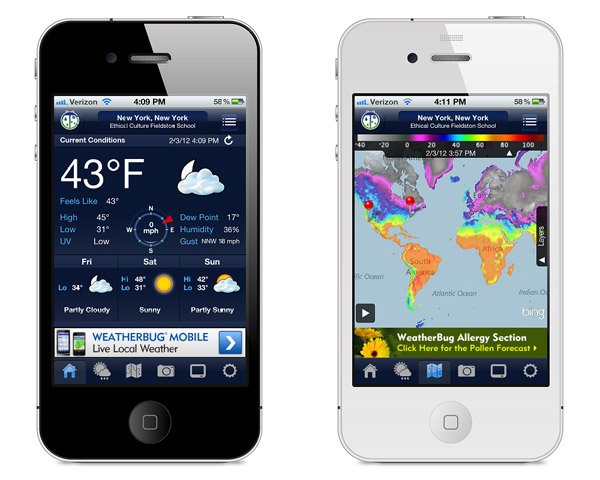 Verizon 4:09 PM 58 %
New York, New York
Ethical Culture Fieldston School
Current Conditions 2/3/12 4:09 PM
43°F
Feels Like 43°
High 45°
Low 31°
UV Low
N
W E
S
0
mph
Dew Point 17°
Humidity 36%
Gust NNW 18 mph
Fri Sat Sun
Lo 34° Hi 48° Lo 31° Hi 42° Lo 33°
Partly Cloudy Sunny Partly Sunny
WEATHERBUG MOBILE
Live Local Weather
Verizon 4:11 PM 58 %
New York, New York
Ethical Culture Fieldston School
-40 -20 0 20 40 60 80 100
2/3/12 3:57 PM
Europe
Africa
South
America
Atlantic Ocean
Atlantic Ocean
Indian O
Layers
bing
WeatherBug Allergy Section
Click Here for the Pollen Forecast